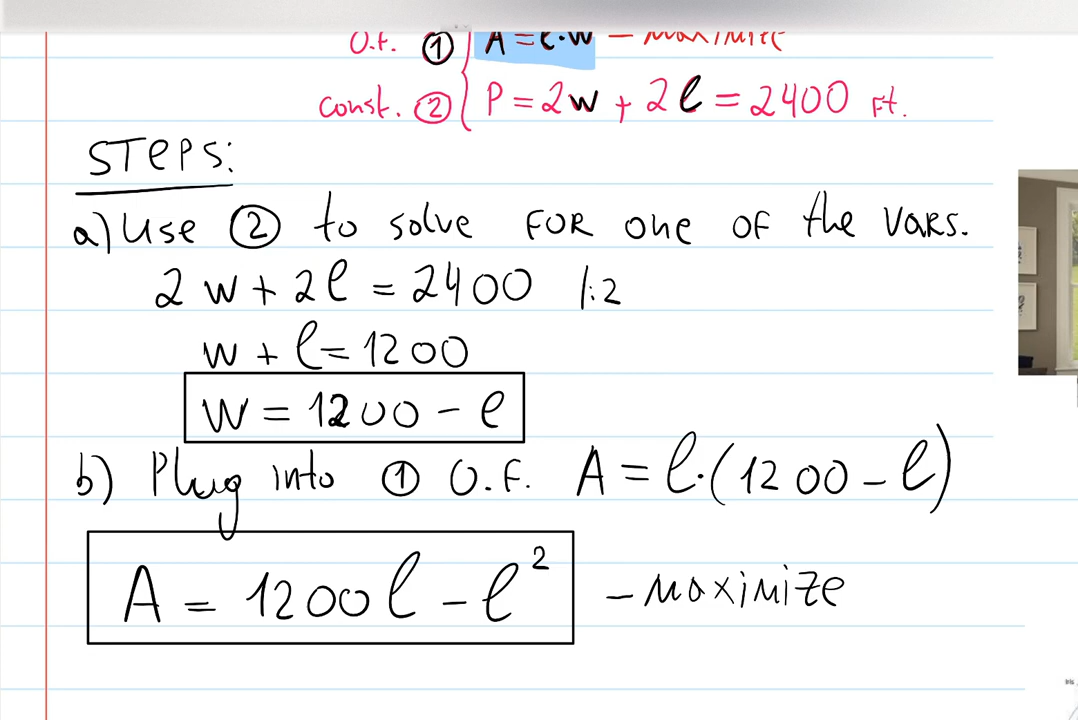 O.F. ① A = l·w – maximize
const. ② P = 2w + 2l = 2400 Ft.
STePS:
a) Use ② to solve FOR one OF the VARS.
2w + 2l = 2400 /:2
w + l = 1200
w = 1200 – l
b) Plug into ① O.F. A = l·(1200 – l)
A = 1200l – l²
– maximize